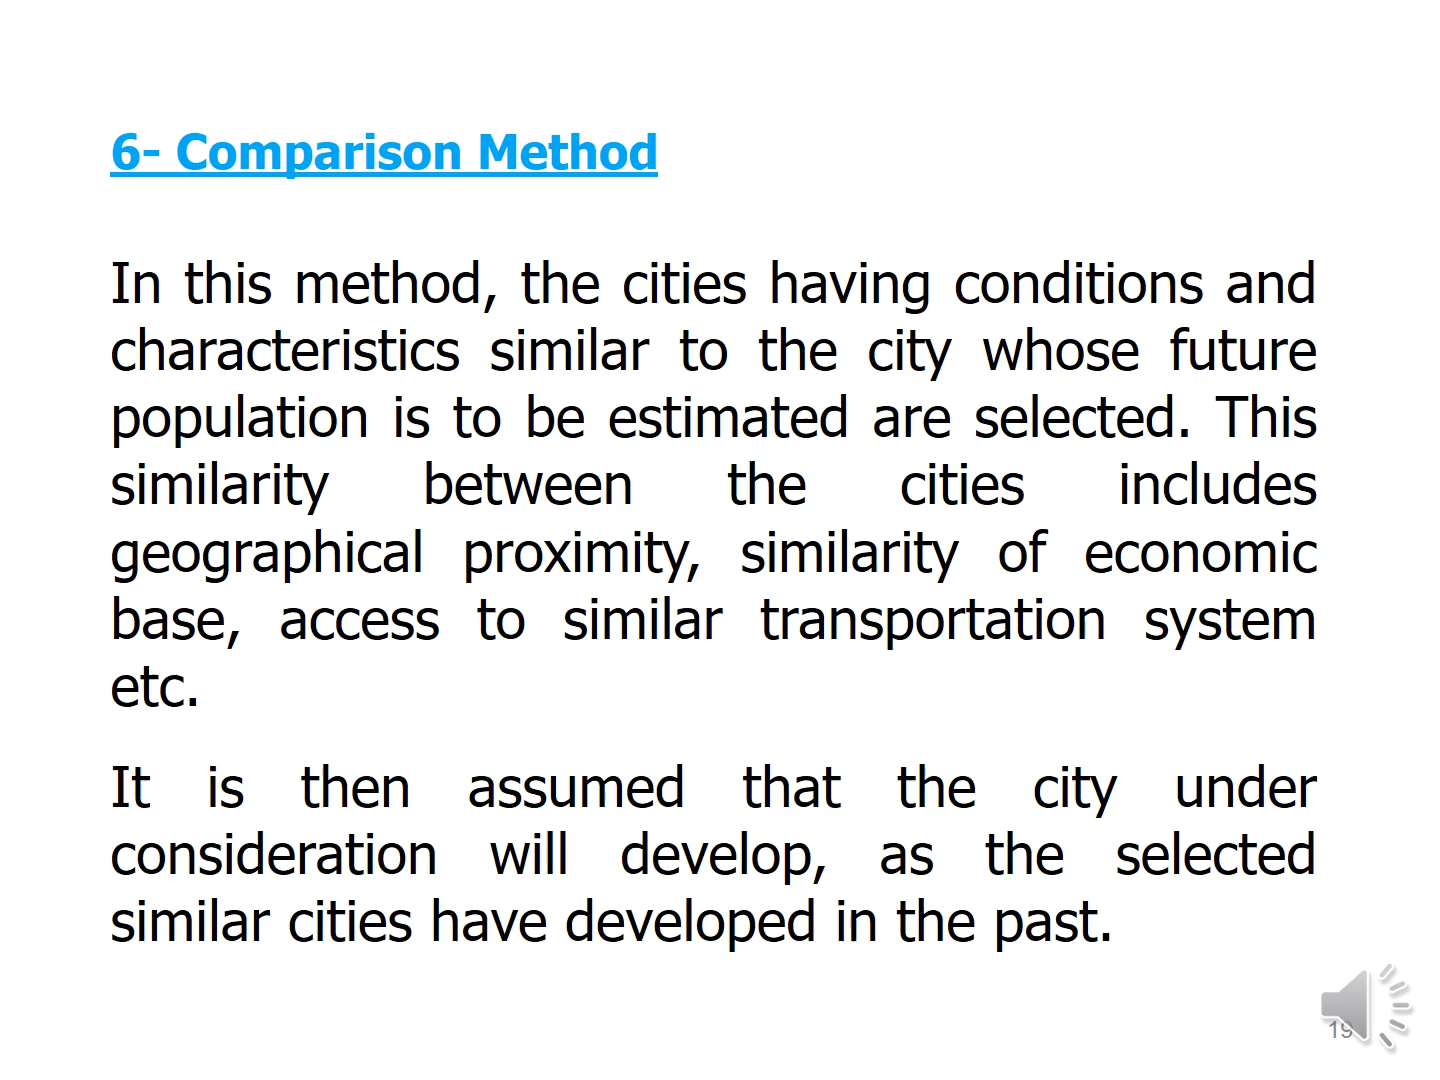 6- Comparison Method
In this method, the cities having conditions and
characteristics similar to the city whose future
population is to be estimated are selected. This
similarity between the cities includes
geographical proximity, similarity of economic
base, access to similar transportation system
etc.
It is then assumed that the city under
consideration will develop, as the selected
similar cities have developed in the past.
19